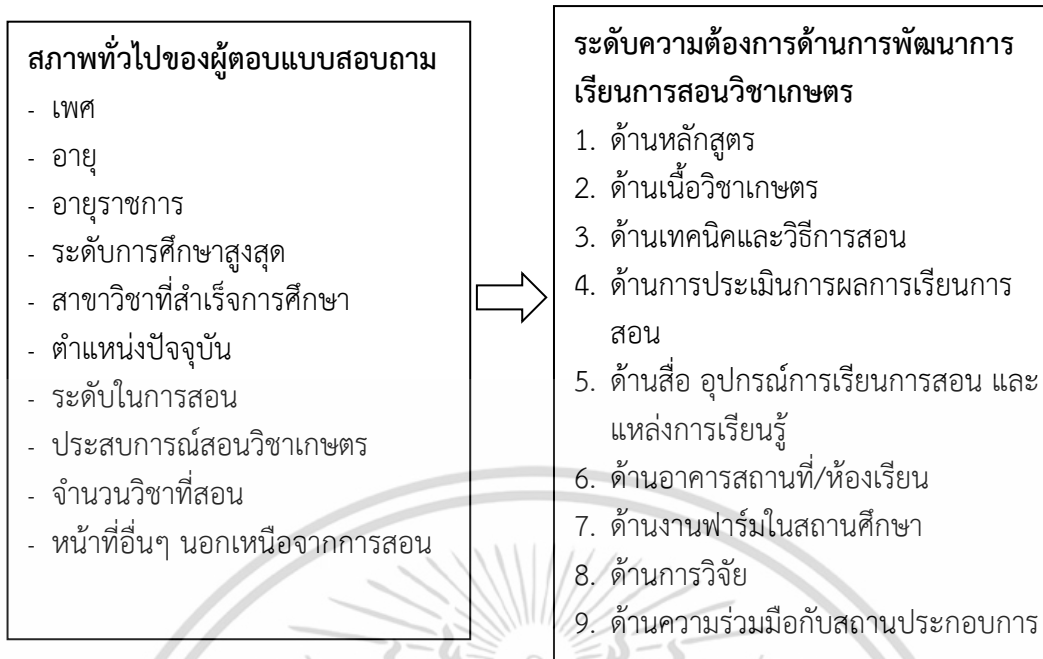 สภาพทั่วไปของผู้ตอบแบบสอบถาม
- เพศ
- อายุ
- อายุราชการ
- ระดับการศึกษาสูงสุด
- สาขาวิชาที่สำเร็จการศึกษา
- ตำแหน่งปัจจุบัน
- ระดับในการสอน
- ประสบการณ์สอนวิชาเกษตร
- จำนวนวิชาที่สอน
- หน้าที่อื่นๆ นอกเหนือจากการสอน
ระดับความต้องการด้านการพัฒนาการ
เรียนการสอนวิชาเกษตร
1. ด้านหลักสูตร
2. ด้านเนื้อวิชาเกษตร
3. ด้านเทคนิคและวิธีการสอน
4. ด้านการประเมินการผลการเรียนการ
สอน
5. ด้านสื่อ อุปกรณ์การเรียนการสอน และ
แหล่งการเรียนรู้
6. ด้านอาคารสถานที่/ห้องเรียน
7. ด้านงานฟาร์มในสถานศึกษา
8. ด้านการวิจัย
9. ด้านความร่วมมือกับสถานประกอบการ